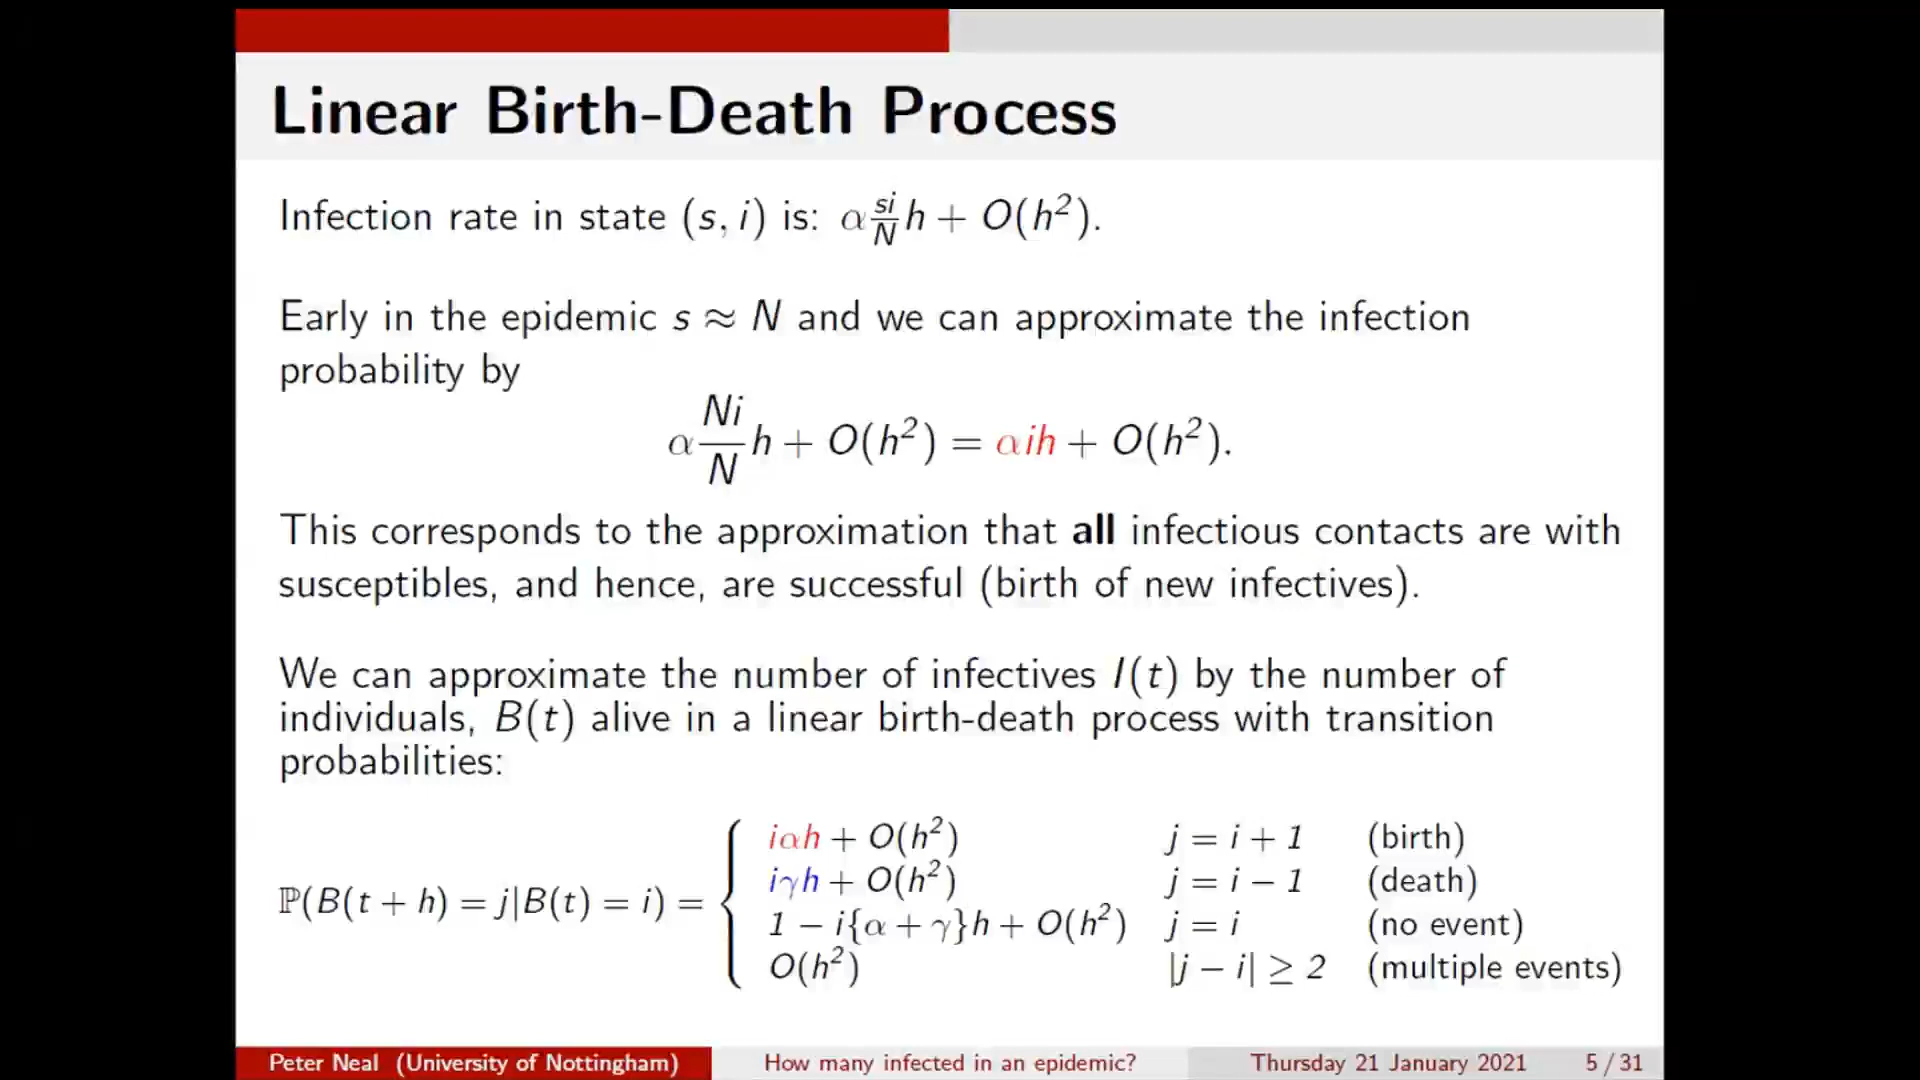 Linear Birth-Death Process
Infection rate in state (s, i) is: α si/N h + O(h²).
Early in the epidemic s ≈ N and we can approximate the infection
probability by
α Ni/N h + O(h²) = αih + O(h²).
This corresponds to the approximation that all infectious contacts are with
susceptibles, and hence, are successful (birth of new infectives).
We can approximate the number of infectives I(t) by the number of
individuals, B(t) alive in a linear birth-death process with transition
probabilities:
ℙ(B(t + h) = j|B(t) = i) = {
iαh + O(h²) j = i + 1 (birth)
iγh + O(h²) j = i − 1 (death)
1 − i{α + γ}h + O(h²) j = i (no event)
O(h²) |j − i| ≥ 2 (multiple events)
Peter Neal (University of Nottingham) How many infected in an epidemic? Thursday 21 January 2021 5 / 31